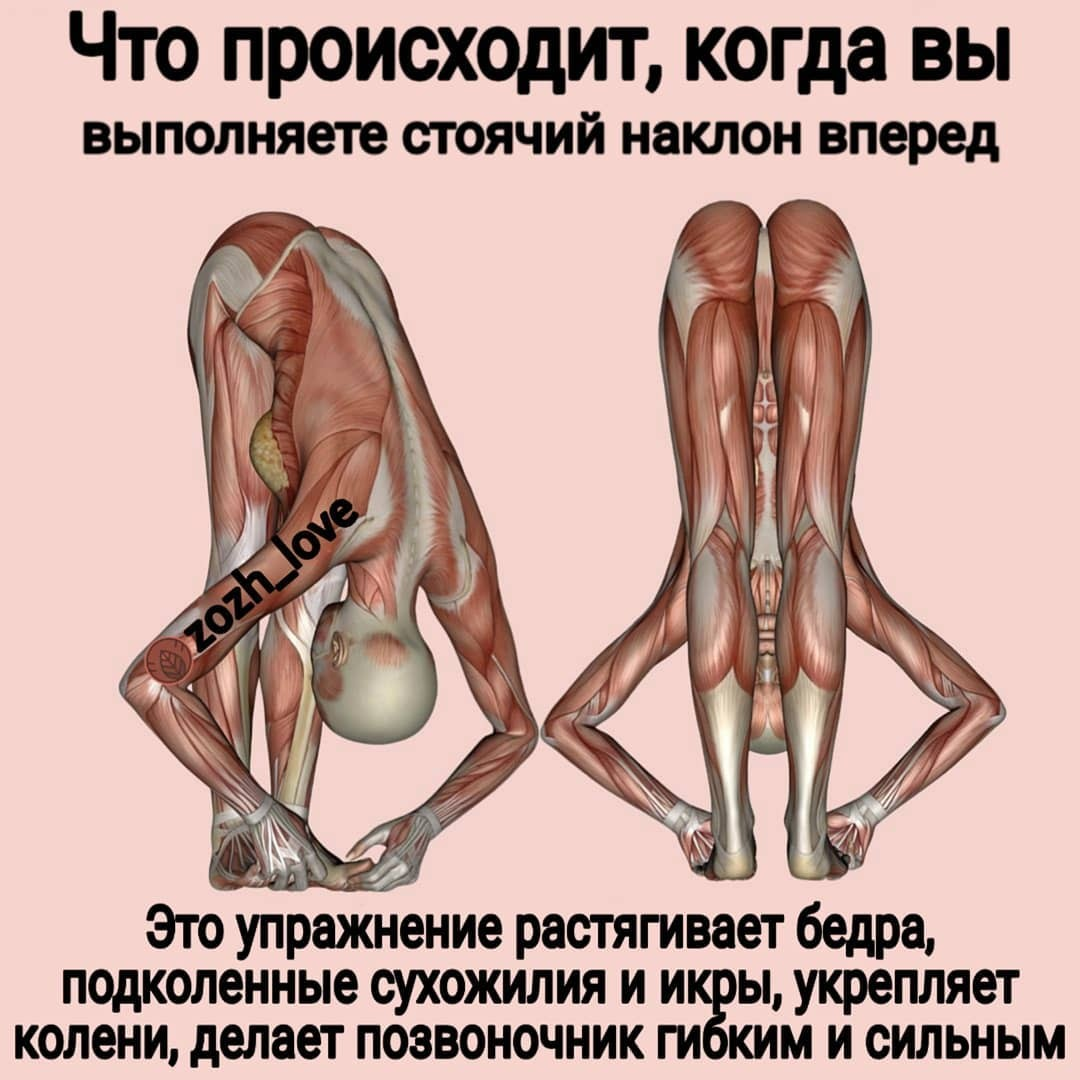 Что происходит, когда вы
выполняете стоячий наклон вперед
zozh_love
Это упражнение растягивает бедра,
подколенные сухожилия и икры, укрепляет
колени, делает позвоночник гибким и сильным